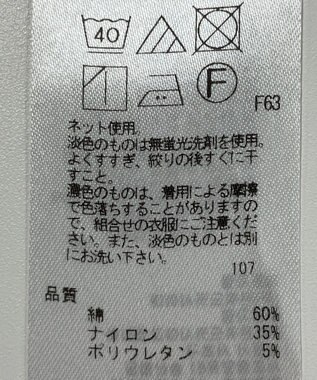 40
F
F63
ネット使用。
淡色のものは無蛍光洗剤を使用。
よくすすぎ、絞りの後すぐに干
すこと。
濃色のものは、着用による摩擦
で色落ちすることがありますの
で、組合せの衣服にご注意くだ
さい。また、淡色のものとは別
にお洗い下さい。
107
品質
綿 60%
ナイロン 35%
ポリウレタン 5%